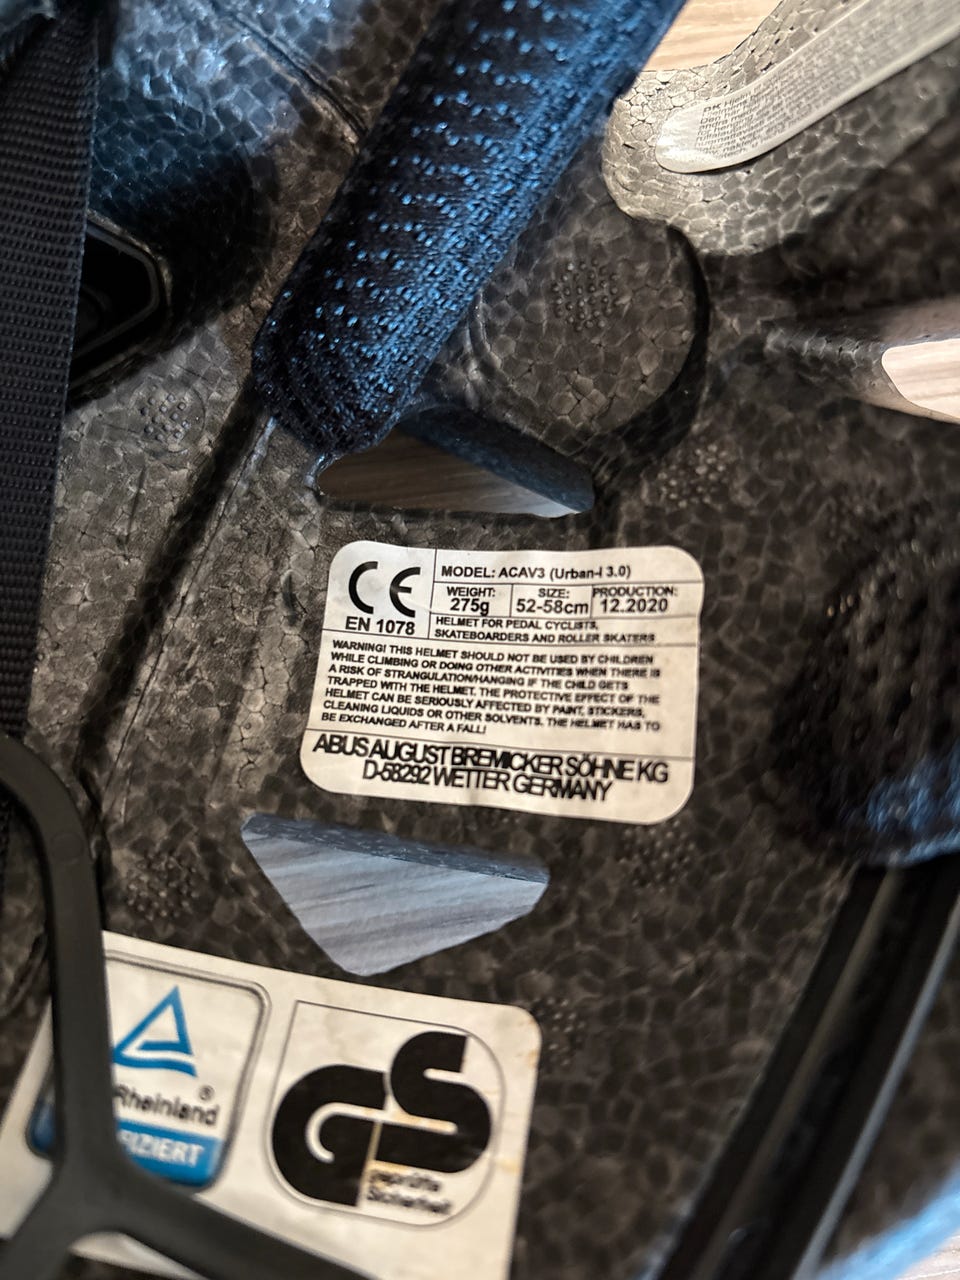 CE
EN 1078
MODEL: ACAV3 (Urban-I 3.0)
WEIGHT:
275g
SIZE:
52-58cm
PRODUCTION:
12.2020
HELMET FOR PEDAL CYCLISTS,
SKATEBOARDERS AND ROLLER SKATERS
WARNING! THIS HELMET SHOULD NOT BE USED BY CHILDREN
WHILE CLIMBING OR DOING OTHER ACTIVITIES WHEN THERE IS
A RISK OF STRANGULATION/HANGING IF THE CHILD GETS
TRAPPED WITH THE HELMET. THE PROTECTIVE EFFECT OF THE
HELMET CAN BE SERIOUSLY AFFECTED BY PAINT, STICKERS,
CLEANING LIQUIDS OR OTHER SOLVENTS. THE HELMET HAS TO
BE EXCHANGED AFTER A FALL!
ABUS AUGUST BREMICKER SÖHNE KG
D-58292 WETTER GERMANY
Rheinland
®
IZIERT
GS
geprüfte
Sicherheit